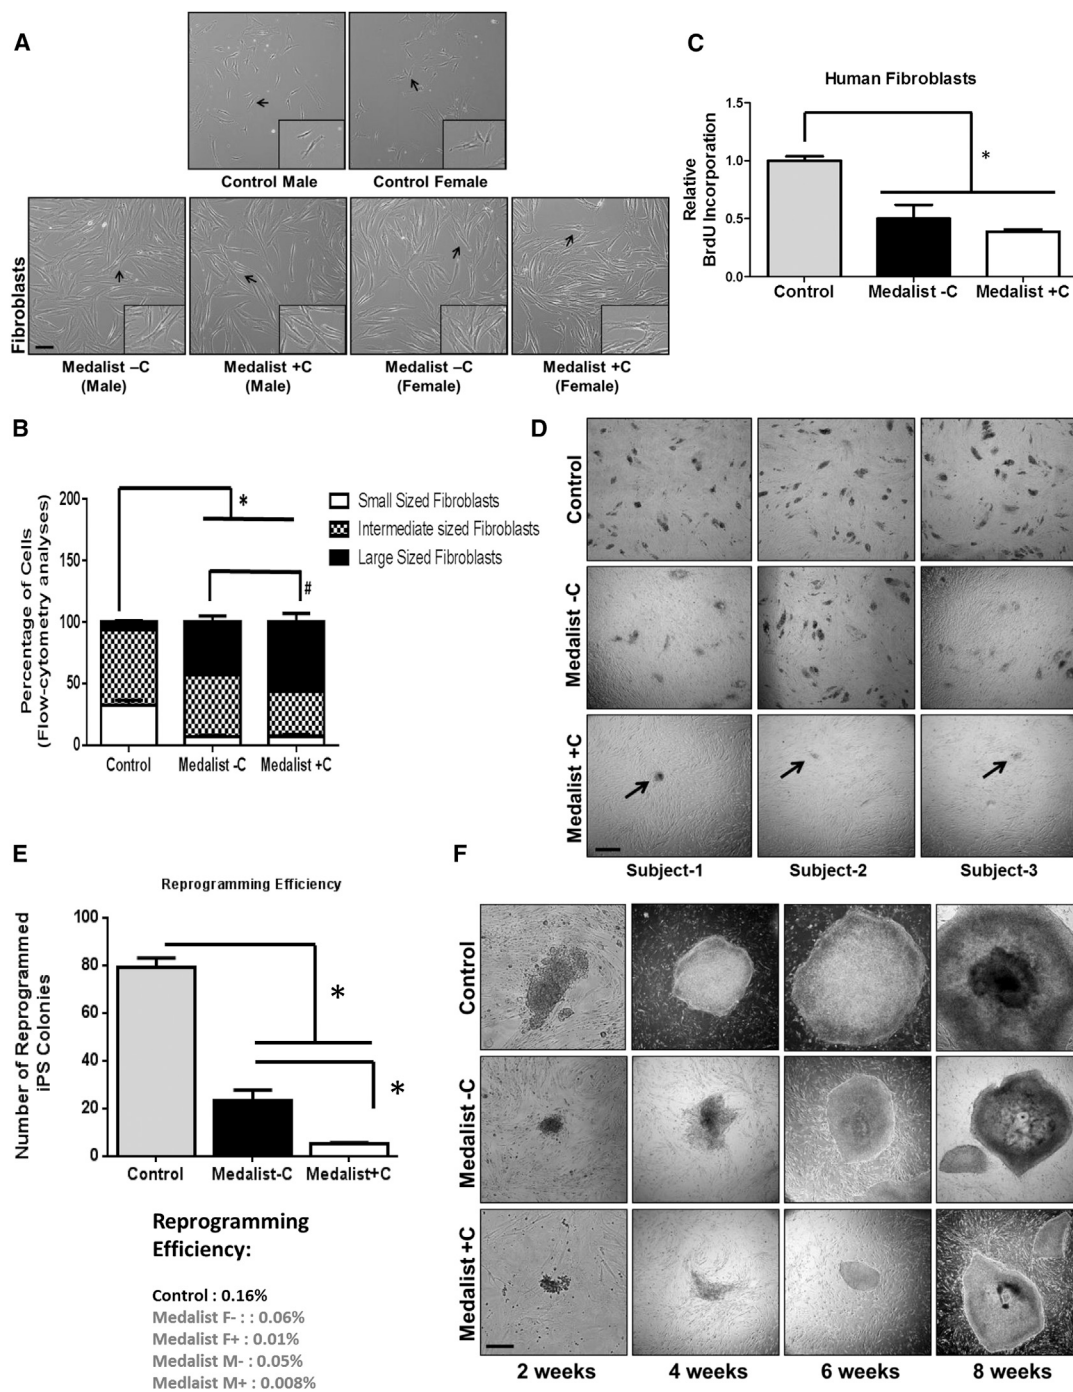 A
Control Male
Control Female
Fibroblasts
Medalist –C
(Male)
Medalist +C
(Male)
Medalist –C
(Female)
Medalist +C
(Female)
C
Human Fibroblasts
Relative
BrdU Incorporation
1.5
1.0
0.5
0.0
*
Control
Medalist -C
Medalist +C
B
Percentage of Cells
(Flow-cytometry analyses)
200
150
100
50
0
*
#
Small Sized Fibroblasts
Intermediate sized Fibroblasts
Large Sized Fibroblasts
Control
Medalist -C
Medalist +C
D
Control
Medalist -C
Medalist +C
Subject-1
Subject-2
Subject-3
E
Reprogramming Efficiency
Number of Reprogrammed
iPS Colonies
100
80
60
40
20
0
*
*
Control
Medalist-C
Medalist+C
Reprogramming
Efficiency:
Control : 0.16%
Medalist F- : : 0.06%
Medalist F+ : 0.01%
Medalist M- : 0.05%
Medlaist M+ : 0.008%
F
Control
Medalist -C
Medalist +C
2 weeks
4 weeks
6 weeks
8 weeks